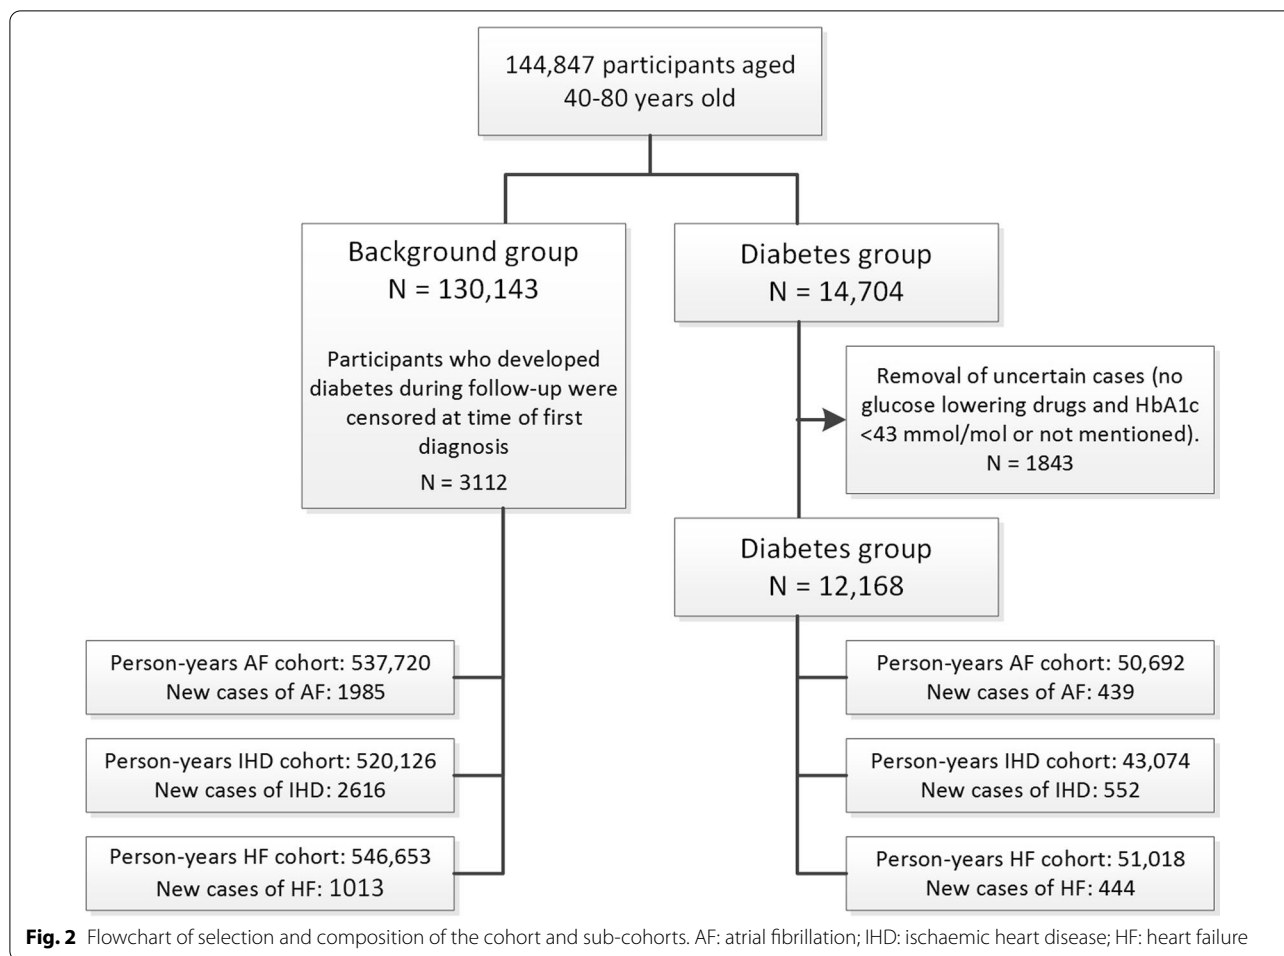 144,847 participants aged
40-80 years old
Background group
N = 130,143
Participants who developed
diabetes during follow-up were
censored at time of first
diagnosis
N = 3112
Diabetes group
N = 14,704
Removal of uncertain cases (no
glucose lowering drugs and HbA1c
<43 mmol/mol or not mentioned).
N = 1843
Diabetes group
N = 12,168
Person-years AF cohort: 537,720
New cases of AF: 1985
Person-years IHD cohort: 520,126
New cases of IHD: 2616
Person-years HF cohort: 546,653
New cases of HF: 1013
Person-years AF cohort: 50,692
New cases of AF: 439
Person-years IHD cohort: 43,074
New cases of IHD: 552
Person-years HF cohort: 51,018
New cases of HF: 444
Fig. 2 Flowchart of selection and composition of the cohort and sub-cohorts. AF: atrial fibrillation; IHD: ischaemic heart disease; HF: heart failure